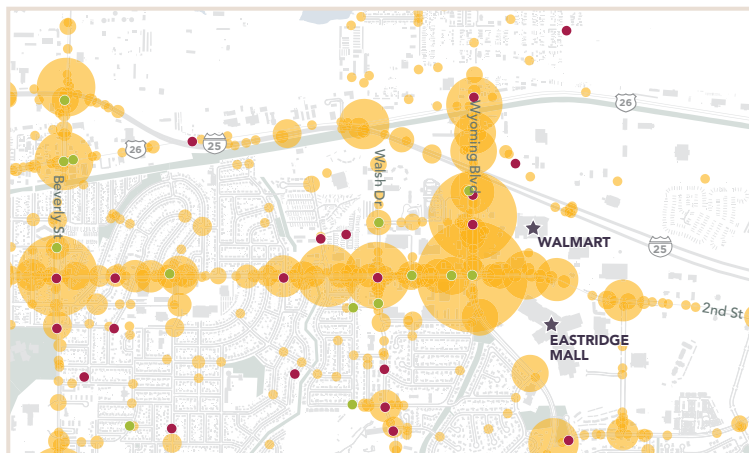 26
26
25
Beverly St
Walsh Dr
Wyoming Blvd
WALMART
25
2nd St
EASTRIDGE
MALL